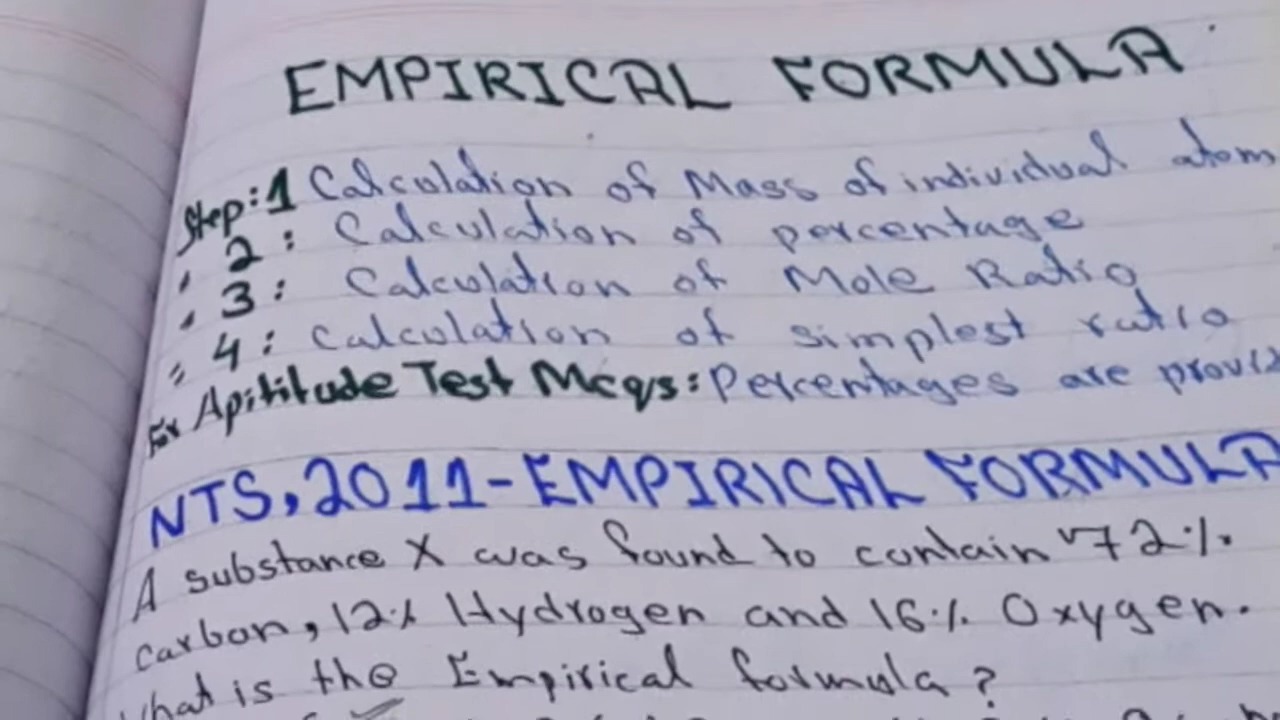 EMPIRICAL FORMULA
Step:1 Calculation of Mass of individual atom
" 2: Calculation of percentage
" 3: Calculation of Mole Ratio
" 4: Calculation of simplest ratio
For Apititude Test Mcqs: Percentages are
NTS, 2011-EMPIRICAL FORMULA
A substance X was found to contain 72%
carbon, 12% Hydrogen and 16% Oxygen.
What is the Empirical formula?